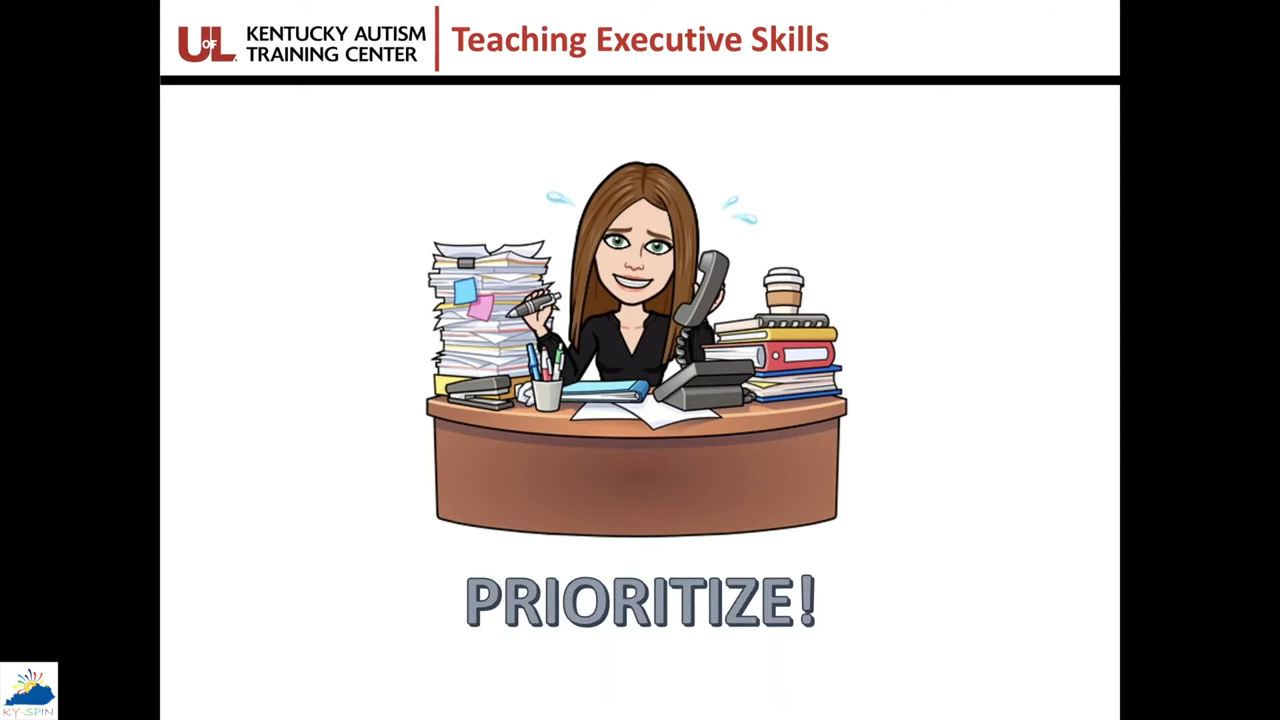 UofL KENTUCKY AUTISM
TRAINING CENTER
Teaching Executive Skills
PRIORITIZE!
KY-SPIN